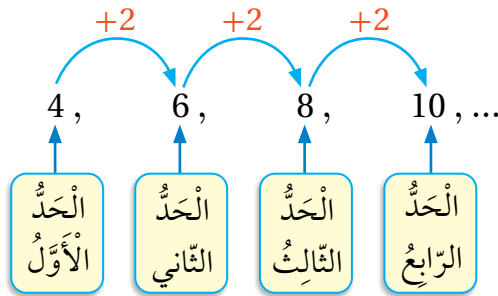 +2 +2 +2
4 , 6 , 8 , 10 , ...
الْحَدُّ الْأَوَّلُ
الْحَدُّ الثّاني
الْحَدُّ الثّالِثُ
الْحَدُّ الرّابِعُ